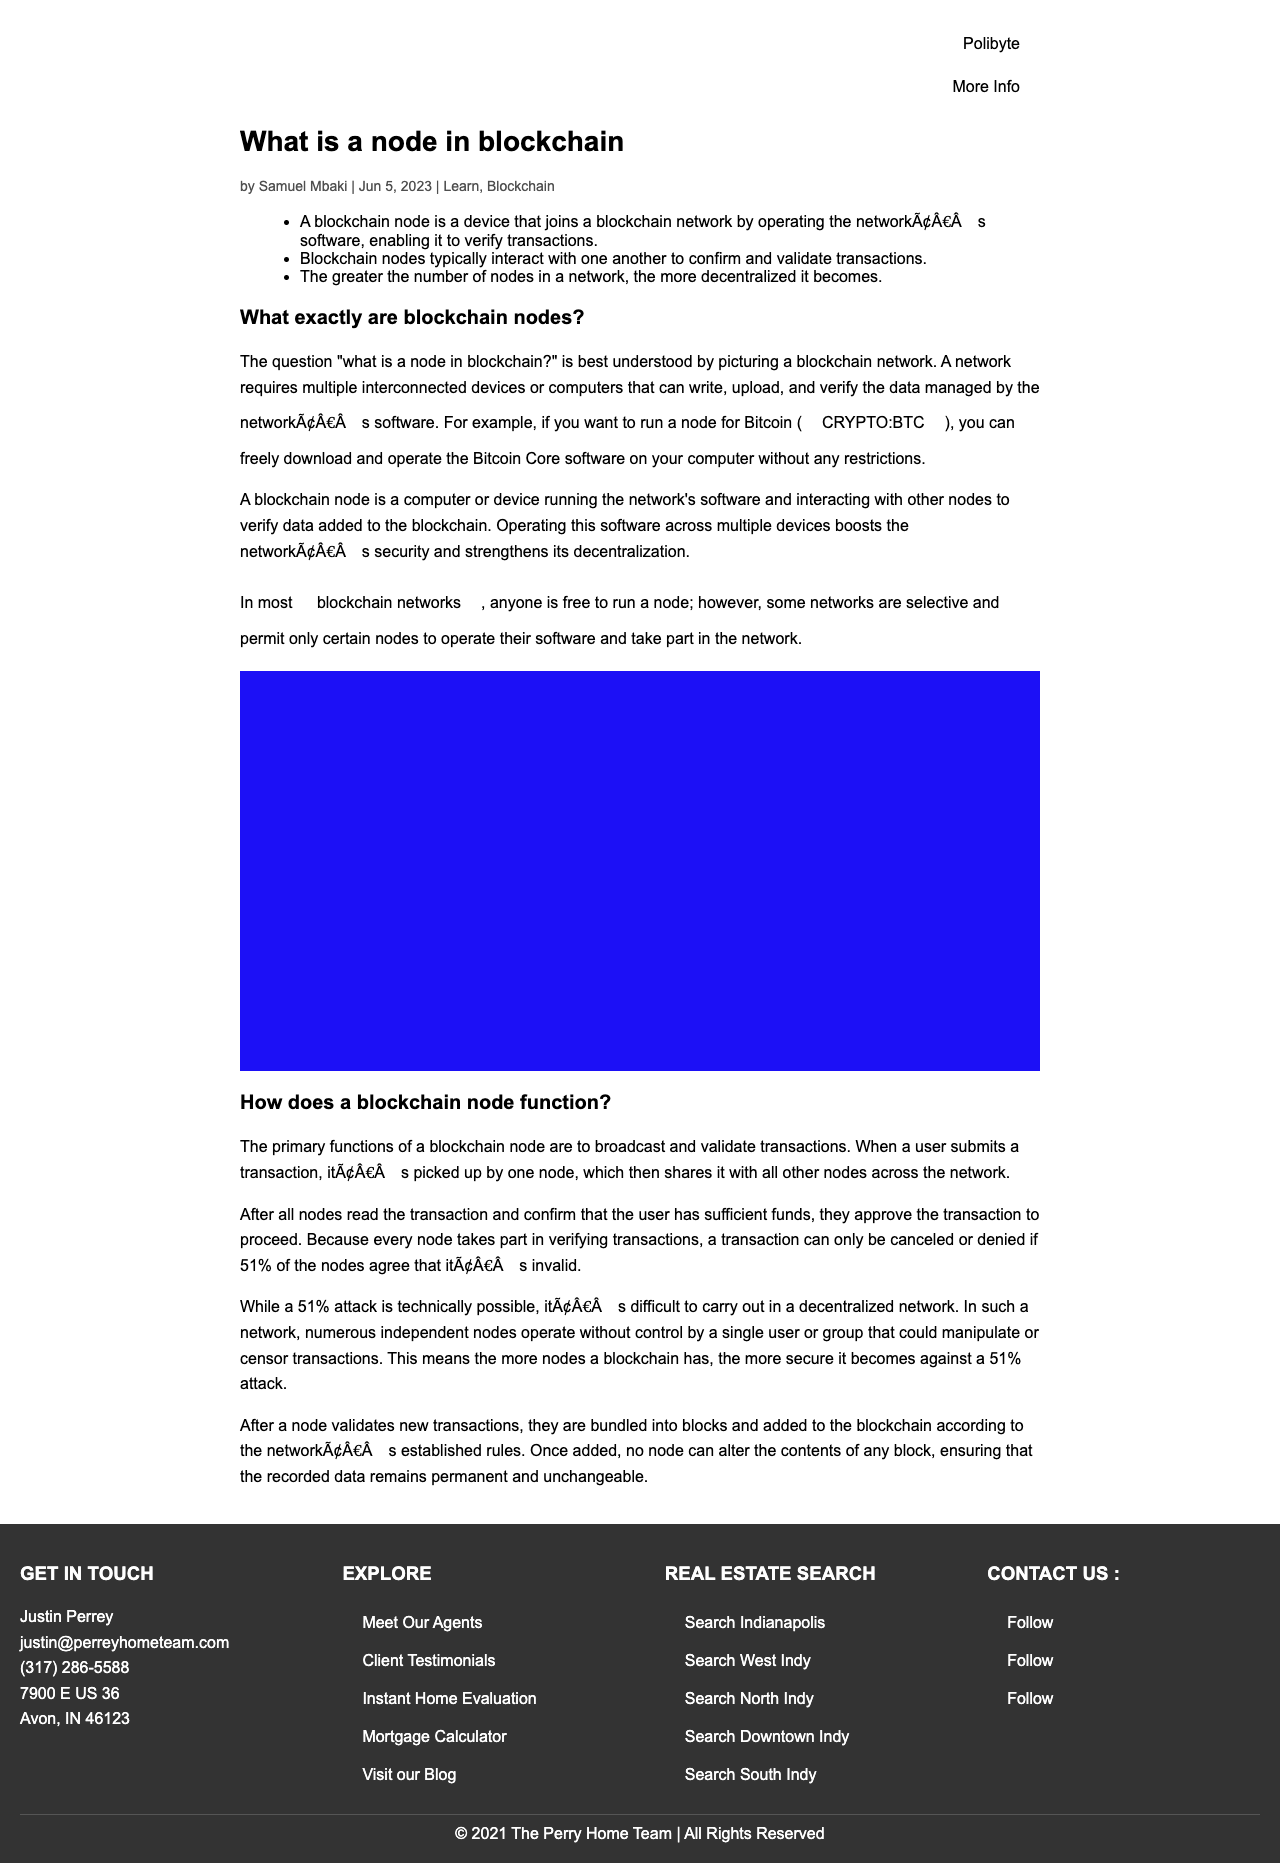 Polibyte
More Info
What is a node in blockchain
by Samuel Mbaki | Jun 5, 2023 | Learn, Blockchain
• A blockchain node is a device that joins a blockchain network by operating the networkÃ¢Â€Â s
software, enabling it to verify transactions.
• Blockchain nodes typically interact with one another to confirm and validate transactions.
• The greater the number of nodes in a network, the more decentralized it becomes.
What exactly are blockchain nodes?
The question "what is a node in blockchain?" is best understood by picturing a blockchain network. A network
requires multiple interconnected devices or computers that can write, upload, and verify the data managed by the
networkÃ¢Â€Â s software. For example, if you want to run a node for Bitcoin ( CRYPTO:BTC ), you can
freely download and operate the Bitcoin Core software on your computer without any restrictions.
A blockchain node is a computer or device running the network's software and interacting with other nodes to
verify data added to the blockchain. Operating this software across multiple devices boosts the
networkÃ¢Â€Â s security and strengthens its decentralization.
In most blockchain networks , anyone is free to run a node; however, some networks are selective and
permit only certain nodes to operate their software and take part in the network.
How does a blockchain node function?
The primary functions of a blockchain node are to broadcast and validate transactions. When a user submits a
transaction, itÃ¢Â€Â s picked up by one node, which then shares it with all other nodes across the network.
After all nodes read the transaction and confirm that the user has sufficient funds, they approve the transaction to
proceed. Because every node takes part in verifying transactions, a transaction can only be canceled or denied if
51% of the nodes agree that itÃ¢Â€Â s invalid.
While a 51% attack is technically possible, itÃ¢Â€Â s difficult to carry out in a decentralized network. In such a
network, numerous independent nodes operate without control by a single user or group that could manipulate or
censor transactions. This means the more nodes a blockchain has, the more secure it becomes against a 51%
attack.
After a node validates new transactions, they are bundled into blocks and added to the blockchain according to
the networkÃ¢Â€Â s established rules. Once added, no node can alter the contents of any block, ensuring that
the recorded data remains permanent and unchangeable.
GET IN TOUCH
Justin Perrey
justin@perreyhometeam.com
(317) 286-5588
7900 E US 36
Avon, IN 46123
EXPLORE
Meet Our Agents
Client Testimonials
Instant Home Evaluation
Mortgage Calculator
Visit our Blog
REAL ESTATE SEARCH
Search Indianapolis
Search West Indy
Search North Indy
Search Downtown Indy
Search South Indy
CONTACT US :
Follow
Follow
Follow
© 2021 The Perry Home Team | All Rights Reserved